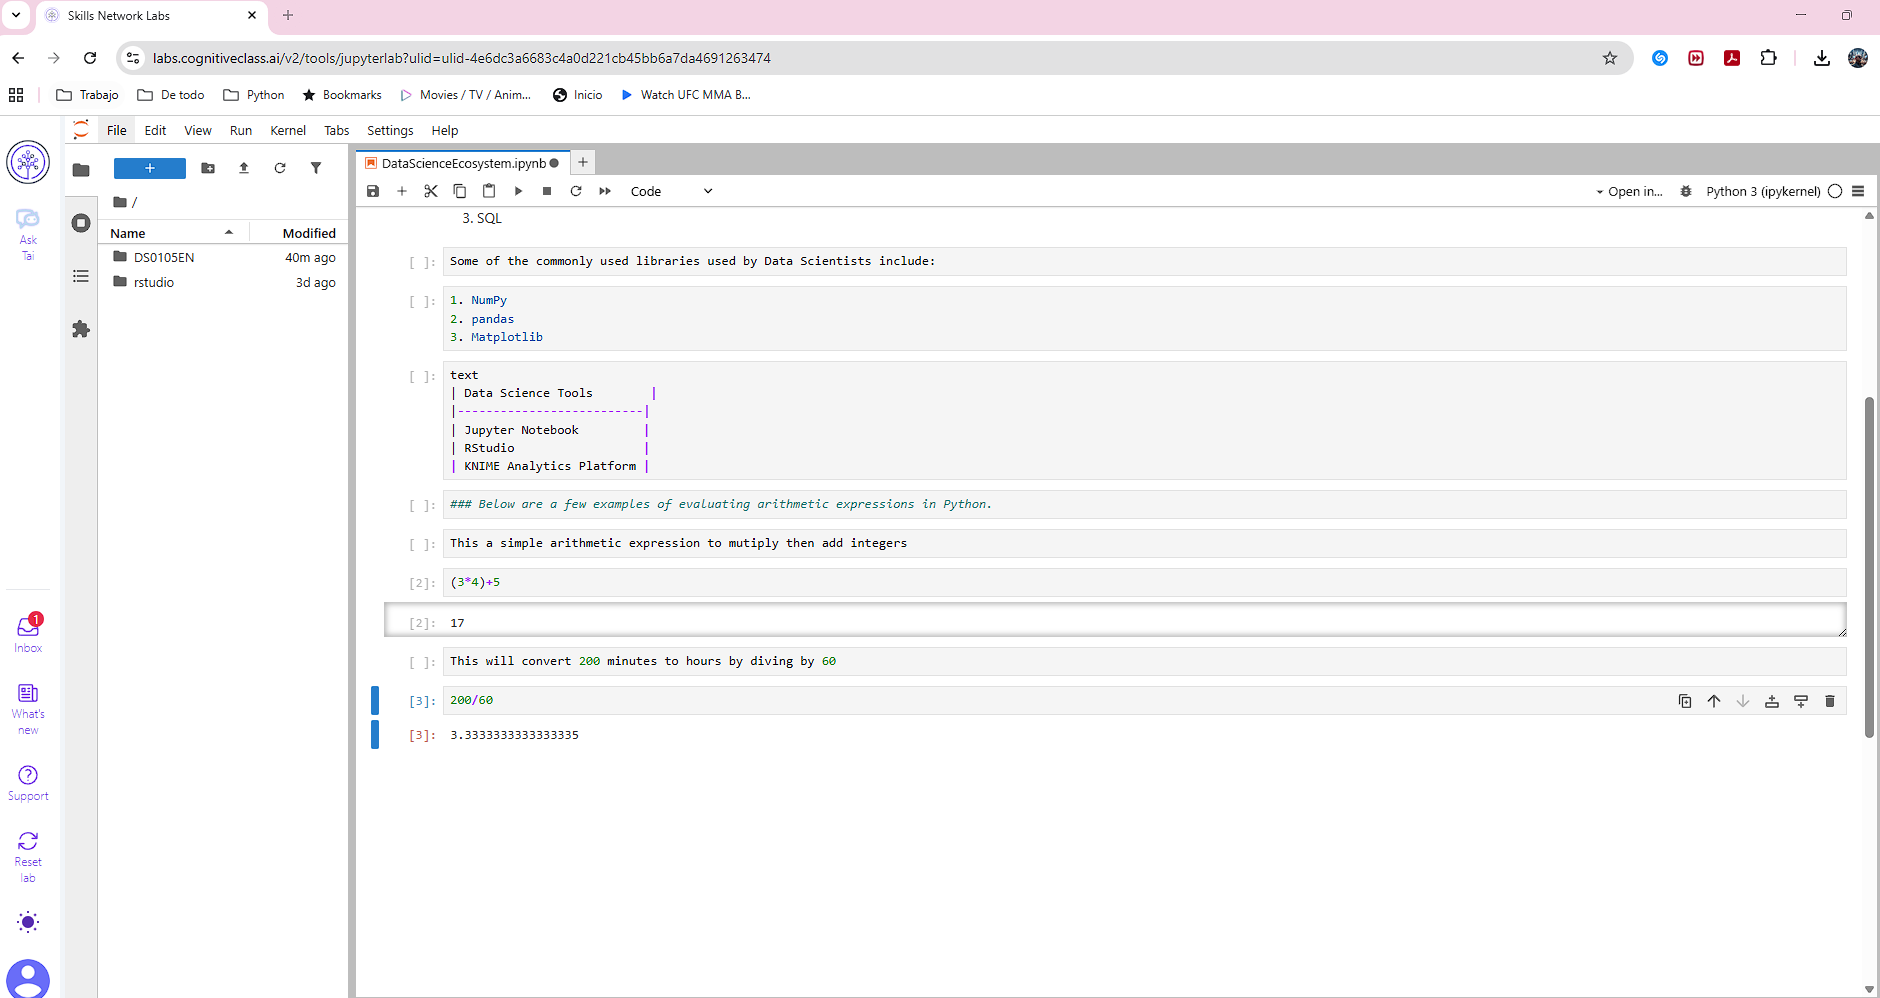 Skills Network Labs
labs.cognitiveclass.ai/v2/tools/jupyterlab?ulid=ulid-4e6dc3a6683c4a0d221cb45bb6a7da4691263474
Trabajo De todo Python Bookmarks Movies / TV / Anim... Inicio Watch UFC MMA B...
File Edit View Run Kernel Tabs Settings Help
Ask
Tai
Inbox
1
What's
new
Support
Reset
lab
/
Name Modified
DS0105EN 40m ago
rstudio 3d ago
DataScienceEcosystem.ipynb
Code
Open in...
Python 3 (ipykernel)
3. SQL
[ ]: Some of the commonly used libraries used by Data Scientists include:
[ ]: 1. NumPy
2. pandas
3. Matplotlib
[ ]: text
| Data Science Tools        |
|--------------------------|
| Jupyter Notebook         |
| RStudio                  |
| KNIME Analytics Platform |
[ ]: ### Below are a few examples of evaluating arithmetic expressions in Python.
[ ]: This a simple arithmetic expression to mutiply then add integers
[2]: (3*4)+5
[2]: 17
[ ]: This will convert 200 minutes to hours by diving by 60
[3]: 200/60
[3]: 3.3333333333333335